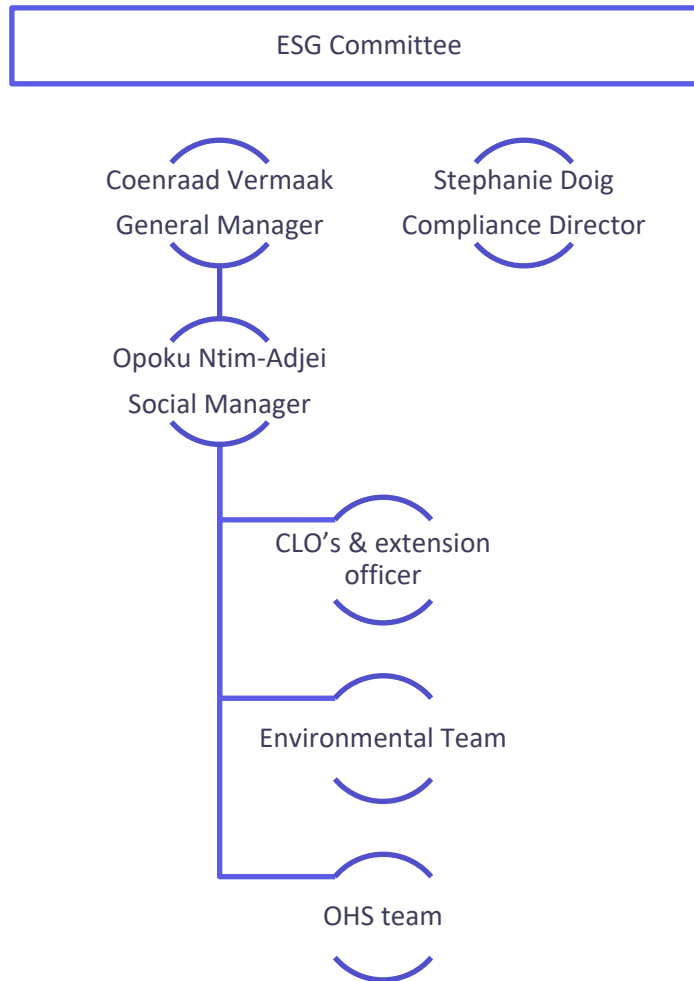 ESG Committee
Coenraad Vermaak
General Manager
Stephanie Doig
Compliance Director
Opoku Ntim-Adjei
Social Manager
CLO’s & extension
officer
Environmental Team
OHS team